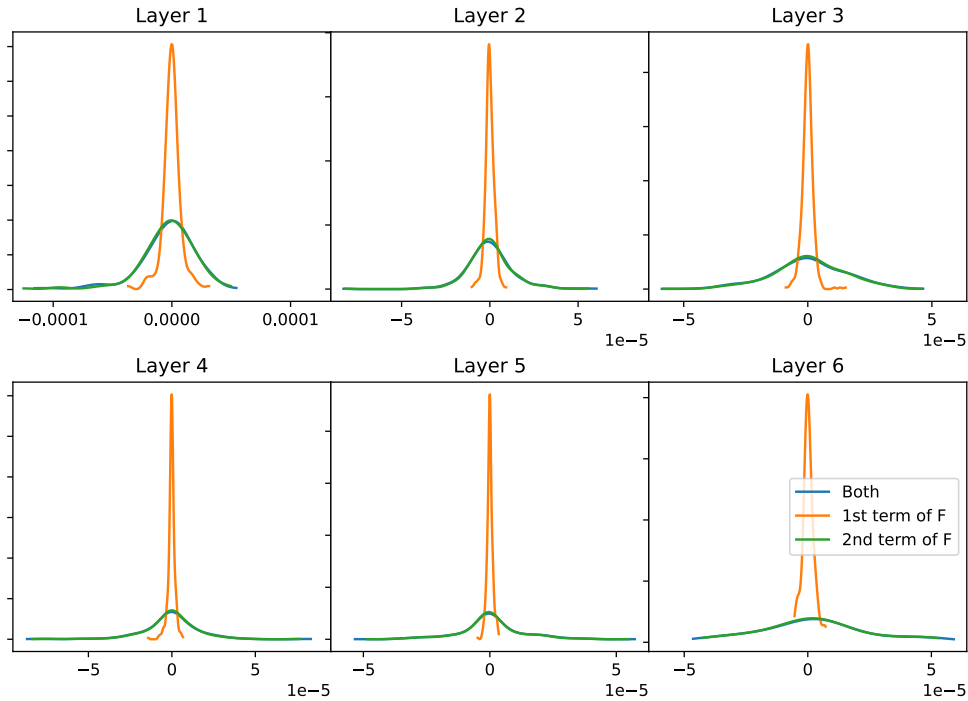 Layer 1
Layer 2
Layer 3
−0.0001 0.0000 0.0001
−5 0 5
1e−5
−5 0 5
1e−5
Layer 4
Layer 5
Layer 6
Both
1st term of F
2nd term of F
−5 0 5
1e−5
−5 0 5
1e−5
−5 0 5
1e−5